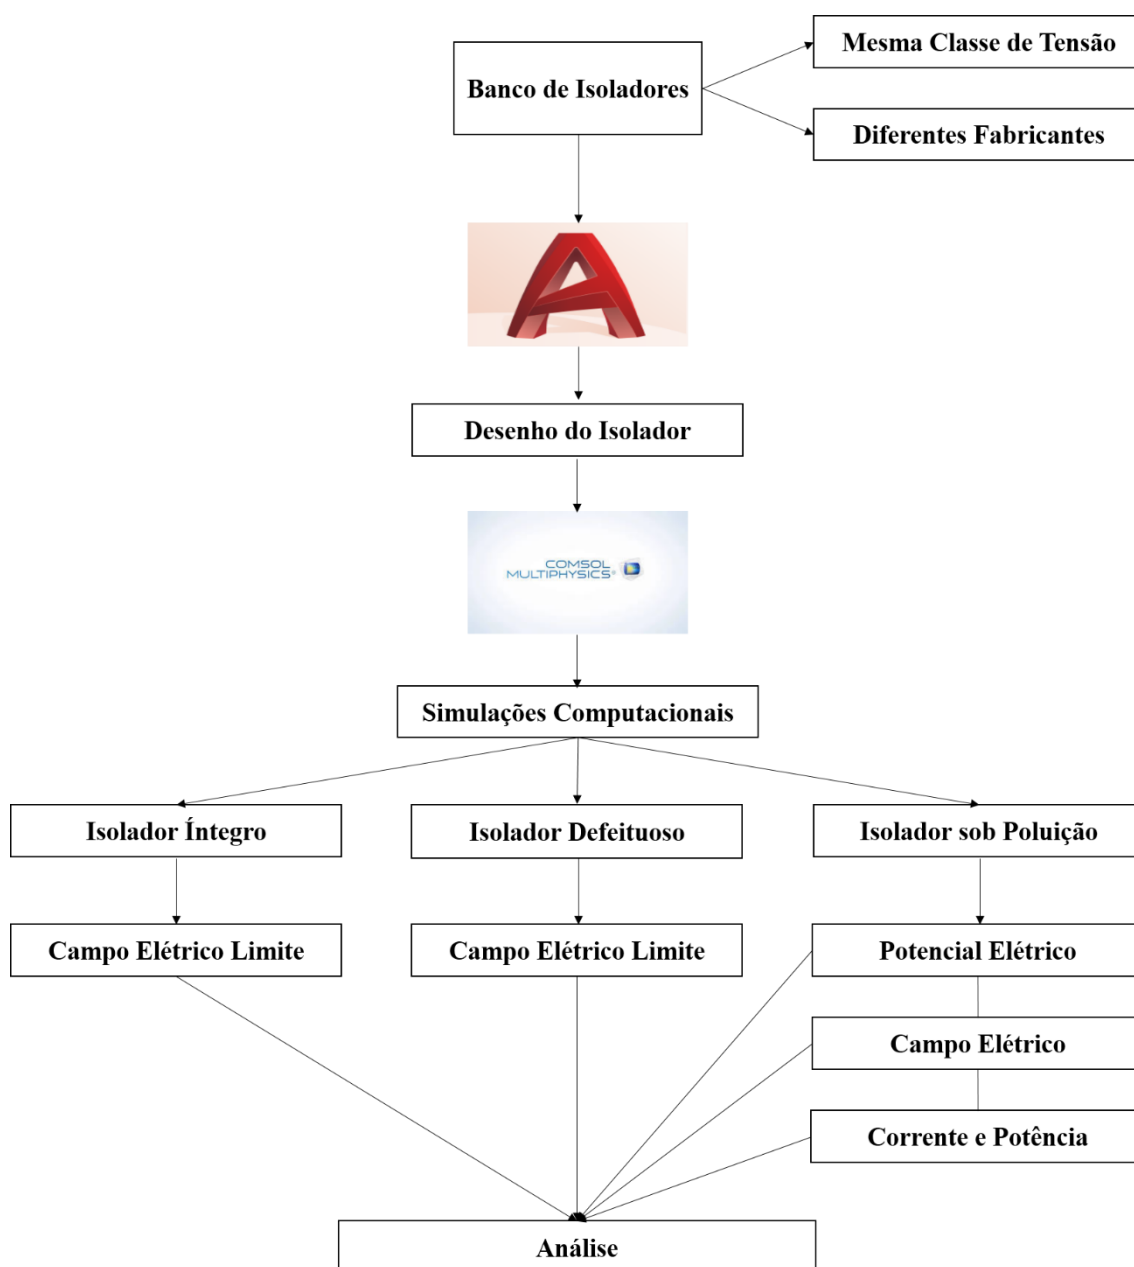 Mesma Classe de Tensão
Banco de Isoladores
Diferentes Fabricantes
Desenho do Isolador
COMSOL
MULTIPHYSICS®
Simulações Computacionais
Isolador Íntegro
Isolador Defeituoso
Isolador sob Poluição
Campo Elétrico Limite
Campo Elétrico Limite
Potencial Elétrico
Campo Elétrico
Corrente e Potência
Análise